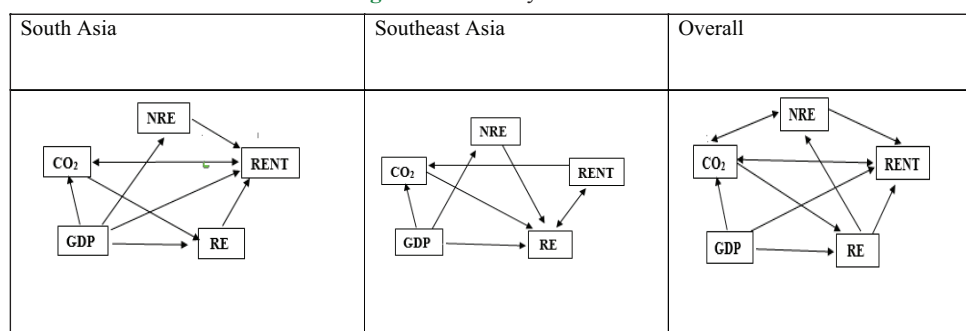 South Asia
Southeast Asia
Overall
NRE
CO₂
RENT
GDP
RE
NRE
CO₂
RENT
GDP
RE
NRE
CO₂
RENT
GDP
RE